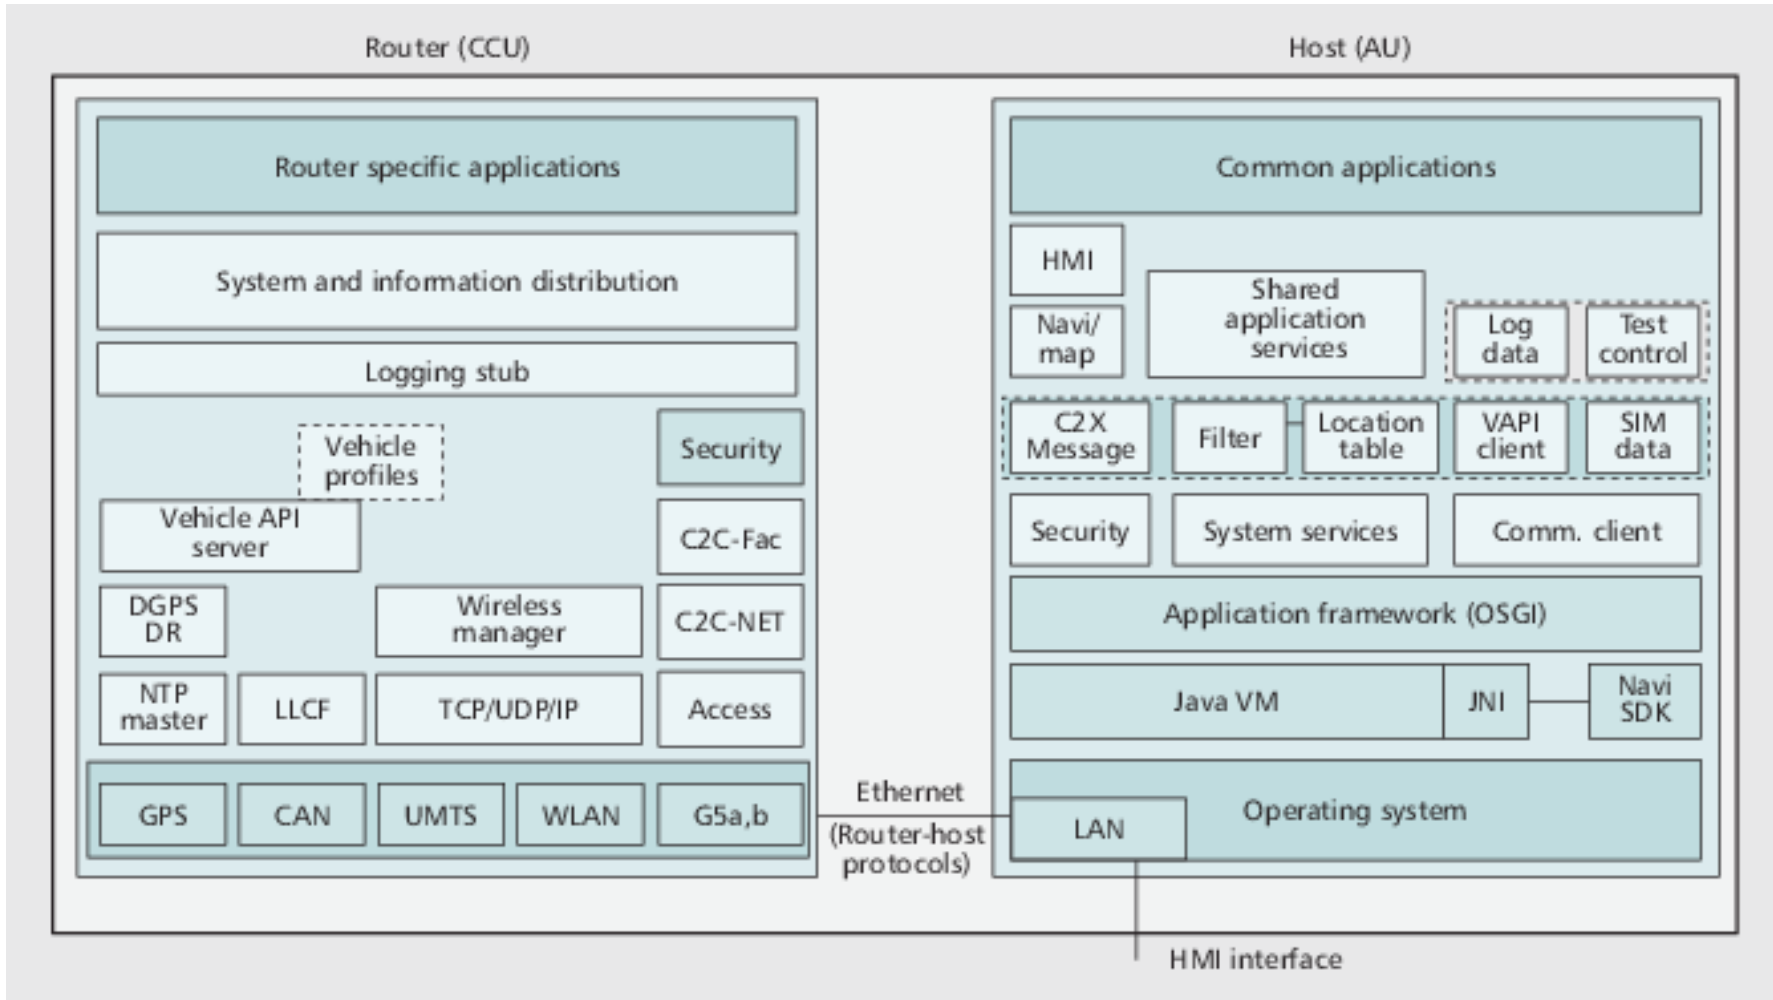 Router (CCU)
Router specific applications
System and information distribution
Logging stub
Vehicle
profiles
Security
Vehicle API
server
C2C-Fac
DGPS
DR
Wireless
manager
C2C-NET
NTP
master
LLCF
TCP/UDP/IP
Access
GPS
CAN
UMTS
WLAN
G5a,b
Ethernet
(Router-host
protocols)
Host (AU)
Common applications
HMI
Navi/
map
Shared
application
services
Log
data
Test
control
C2X
Message
Filter
Location
table
VAPI
client
SIM
data
Security
System services
Comm. client
Application framework (OSGI)
Java VM
JNI
Navi
SDK
Operating system
LAN
HMI interface